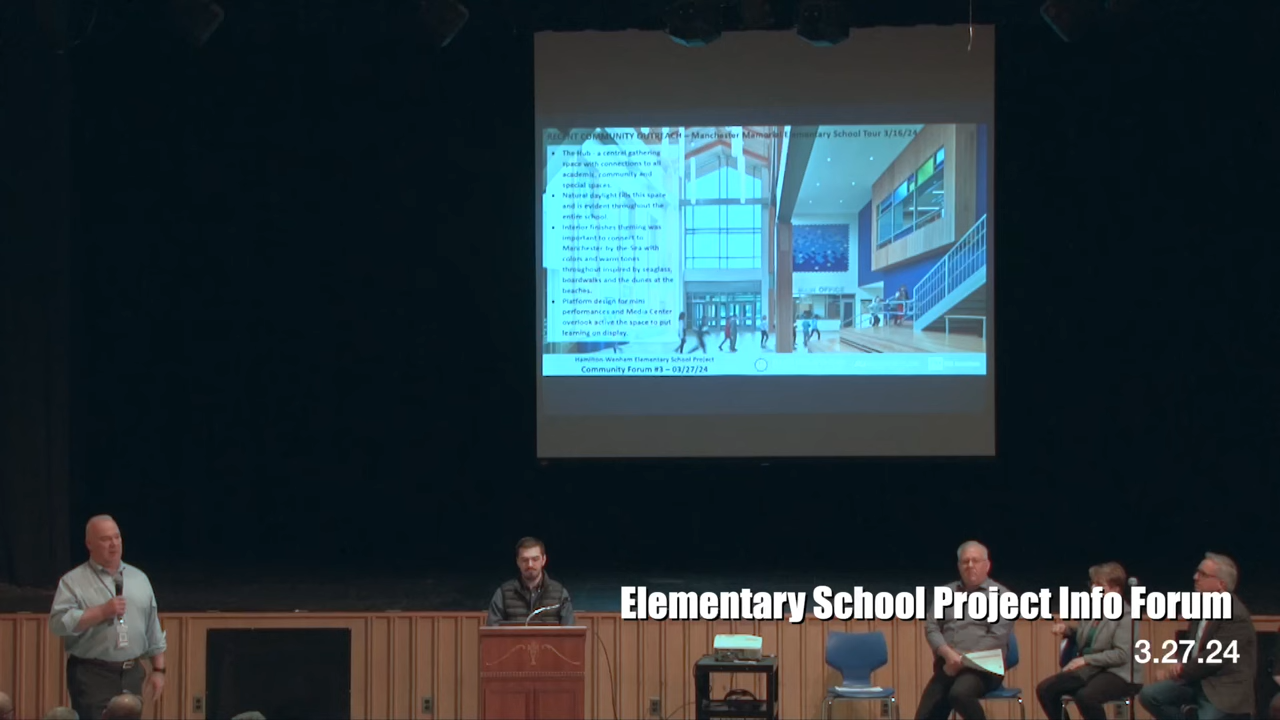 RECENT COMMUNITY OUTREACH – Manchester Memorial Elementary School Tour 3/16/24
• The Hub - a central gathering
space with connections to all
academic, community and
special spaces.
• Natural daylight fills this space
and is evident throughout the
entire school
• Interior finishes theming was
important to connect to
Manchester by the Sea with
colors and warm tones
throughout inspired by seaglass,
boardwalks and the dunes at the
beaches.
• Platform design for mini
performances and Media Center
overlook active the space to put
learning on display.
OFFICE
Hamilton-Wenham Elementary School Project
Community Forum #3 – 03/27/24
Elementary School Project Info Forum
3.27.24